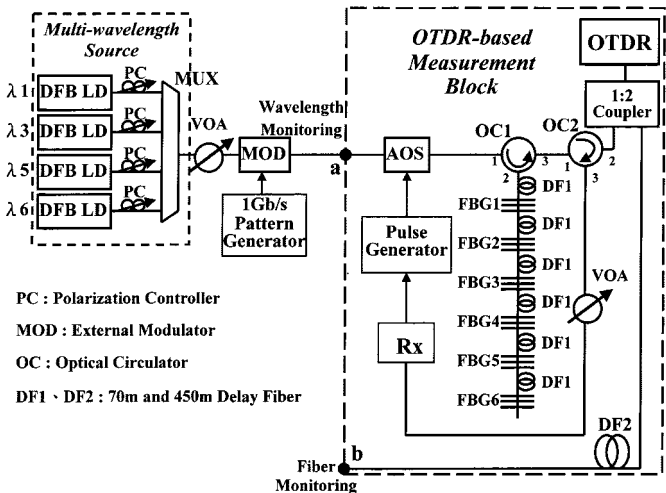 Multi-wavelength
Source
λ1
DFB LD
PC
MUX
λ3
DFB LD
PC
λ5
DFB LD
PC
λ6
DFB LD
PC
VOA
MOD
1Gb/s
Pattern
Generator
Wavelength
Monitoring
a
OTDR-based
Measurement
Block
OTDR
1:2
Coupler
AOS
Pulse
Generator
Rx
OC1
1
2
3
OC2
1
2
3
DF1
FBG1
DF1
FBG2
DF1
FBG3
DF1
FBG4
DF1
FBG5
DF1
FBG6
VOA
DF2
b
Fiber
Monitoring
PC : Polarization Controller
MOD : External Modulator
OC : Optical Circulator
DF1、DF2 : 70m and 450m Delay Fiber